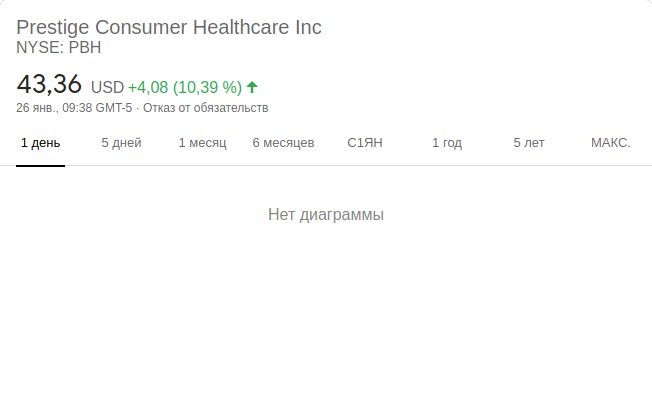 Prestige Consumer Healthcare Inc
NYSE: PBH
43,36 USD +4,08 (10,39 %)
26 янв., 09:38 GMT-5 · Отказ от обязательств
1 день 5 дней 1 месяц 6 месяцев С1ЯН 1 год 5 лет МАКС.
Нет диаграммы